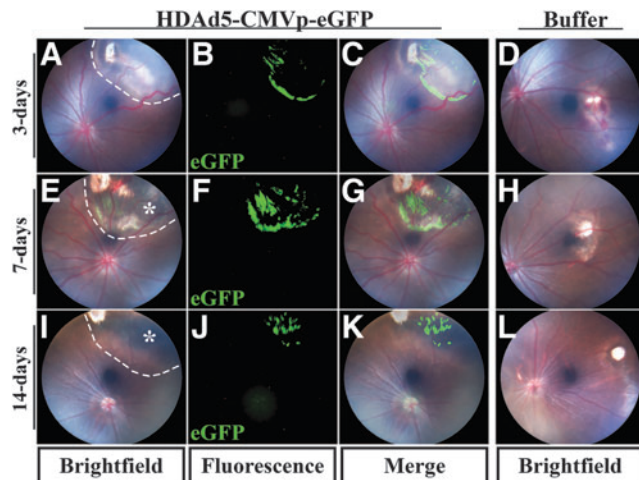 HDAd5-CMVp-eGFP Buffer
3-days
A B C D
eGFP
7-days
E F G H
*
eGFP
14-days
I J K L
*
eGFP
Brightfield Fluorescence Merge Brightfield